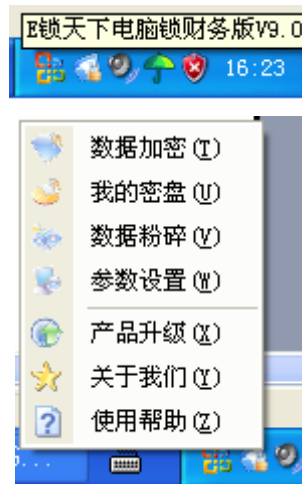 E锁天下电脑锁财务版V9.0
16:23
数据加密(T)
我的密盘(U)
数据粉碎(V)
参数设置(W)
产品升级(X)
关于我们(Y)
使用帮助(Z)